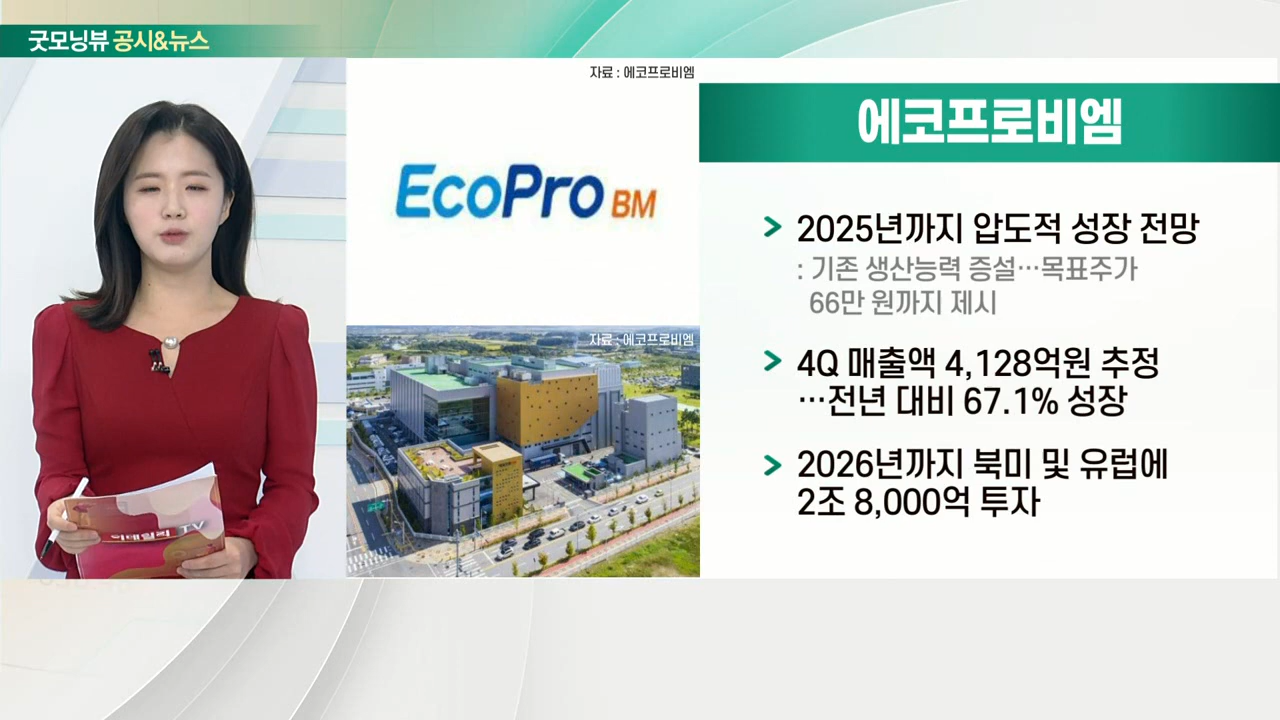 굿모닝뷰 공시&뉴스
자료 : 에코프로비엠
EcoPro BM
자료 : 에코프로비엠
이데일리 TV
에코프로비엠
> 2025년까지 압도적 성장 전망
: 기존 생산능력 증설…목표주가
66만 원까지 제시
> 4Q 매출액 4,128억원 추정
…전년 대비 67.1% 성장
> 2026년까지 북미 및 유럽에
2조 8,000억 투자